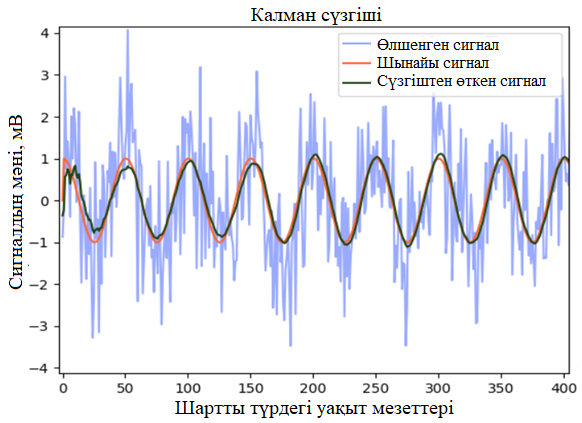 Калман сүзгіші
Өлшенген сигнал
Шынайы сигнал
Сүзгіштен өткен сигнал
Сигналдың мәні, мВ
4
3
2
1
0
−1
−2
−3
−4
0 50 100 150 200 250 300 350 400
Шартты түрдегі уақыт мезеттері